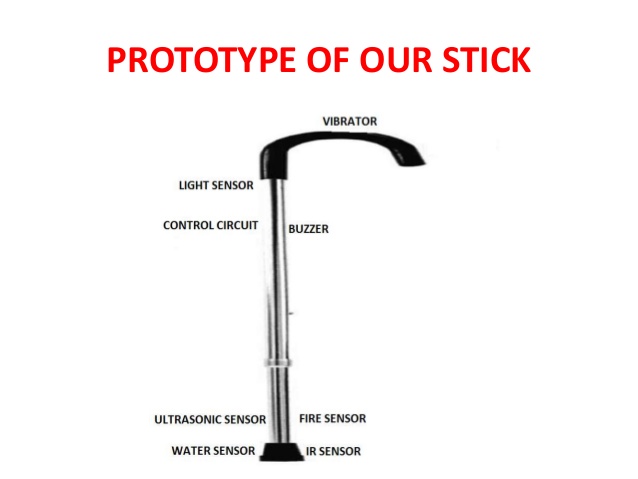 PROTOTYPE OF OUR STICK
VIBRATOR
LIGHT SENSOR
CONTROL CIRCUIT
BUZZER
ULTRASONIC SENSOR
FIRE SENSOR
WATER SENSOR
IR SENSOR